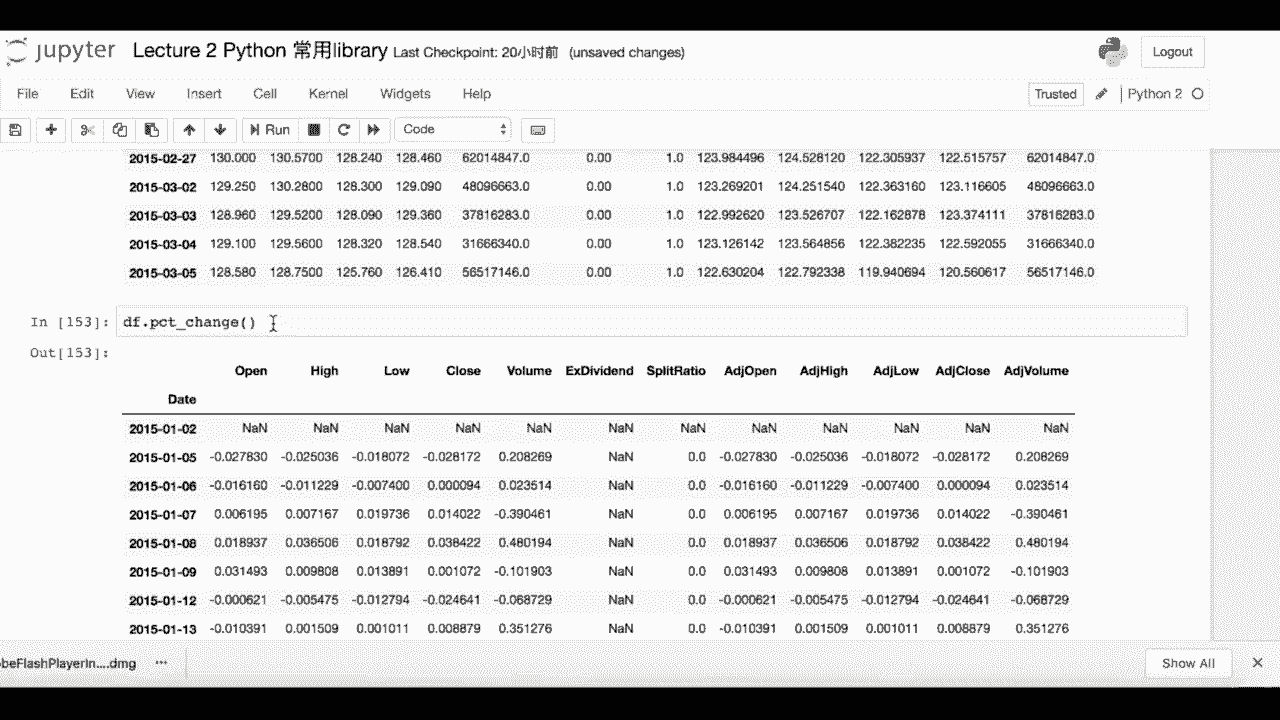 jupyter Lecture 2 Python 常用library Last Checkpoint: 20小时前 (unsaved changes) Logout
File Edit View Insert Cell Kernel Widgets Help Trusted Python 2
Run Code
2015-02-27 130.000 130.5700 128.240 128.460 62014847.0 0.00 1.0 123.984496 124.528120 122.305937 122.515757 62014847.0
2015-03-02 129.250 130.2800 128.300 129.090 48096663.0 0.00 1.0 123.269201 124.251540 122.363160 123.116605 48096663.0
2015-03-03 128.960 129.5200 128.090 129.360 37816283.0 0.00 1.0 122.992620 123.526707 122.162878 123.374111 37816283.0
2015-03-04 129.100 129.5600 128.320 128.540 31666340.0 0.00 1.0 123.126142 123.564856 122.382235 122.592055 31666340.0
2015-03-05 128.580 128.7500 125.760 126.410 56517146.0 0.00 1.0 122.630204 122.792338 119.940694 120.560617 56517146.0
In [153]: df.pct_change()
Out[153]:
Open High Low Close Volume ExDividend SplitRatio AdjOpen AdjHigh AdjLow AdjClose AdjVolume
Date
2015-01-02 NaN NaN NaN NaN NaN NaN NaN NaN NaN NaN NaN NaN
2015-01-05 -0.027830 -0.025036 -0.018072 -0.028172 0.208269 NaN 0.0 -0.027830 -0.025036 -0.018072 -0.028172 0.208269
2015-01-06 -0.016160 -0.011229 -0.007400 0.000094 0.023514 NaN 0.0 -0.016160 -0.011229 -0.007400 0.000094 0.023514
2015-01-07 0.006195 0.007167 0.019736 0.014022 -0.390461 NaN 0.0 0.006195 0.007167 0.019736 0.014022 -0.390461
2015-01-08 0.018937 0.036506 0.018792 0.038422 0.480194 NaN 0.0 0.018937 0.036506 0.018792 0.038422 0.480194
2015-01-09 0.031493 0.009808 0.013891 0.001072 -0.101903 NaN 0.0 0.031493 0.009808 0.013891 0.001072 -0.101903
2015-01-12 -0.000621 -0.005475 -0.012794 -0.024641 -0.068729 NaN 0.0 -0.000621 -0.005475 -0.012794 -0.024641 -0.068729
2015-01-13 -0.010391 0.001509 0.001011 0.008879 0.351276 NaN 0.0 -0.010391 0.001509 0.001011 0.008879 0.351276
beFlashPlayerIn....dmg Show All